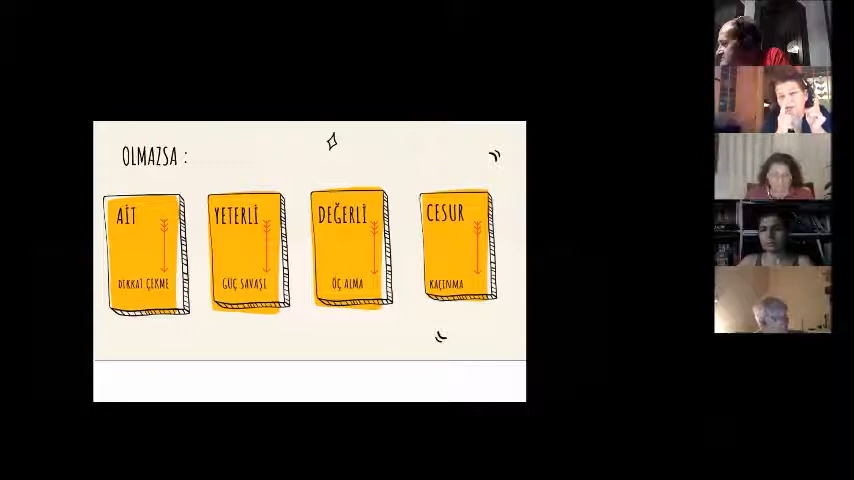 OLMAZSA :
AİT
DİKKAT ÇEKME
YETERLİ
GÜÇ SAVAŞI
DEĞERLİ
ÖÇ ALMA
CESUR
KAÇINMA